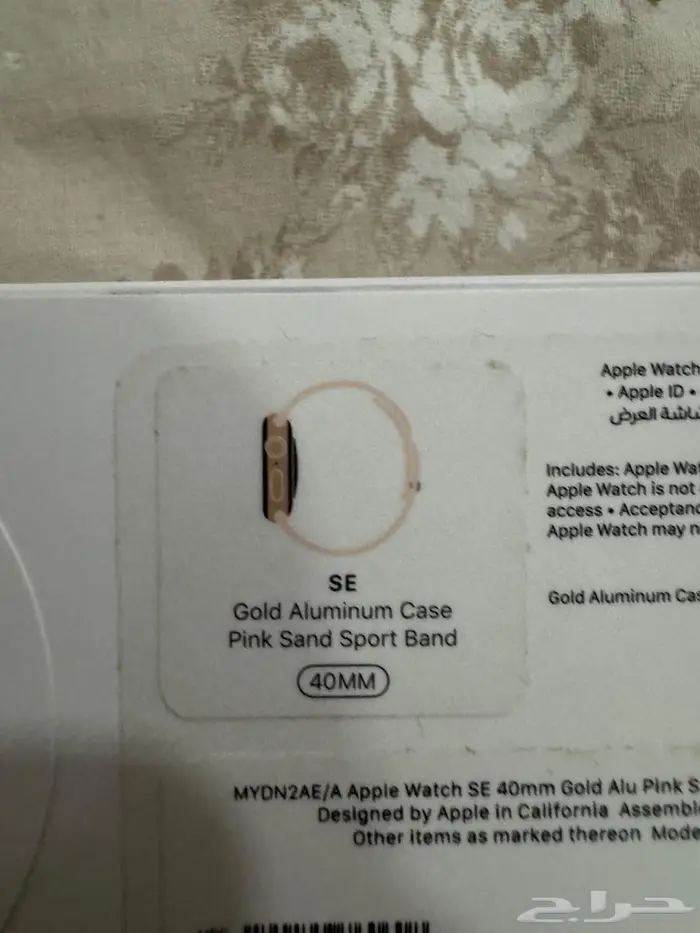 SE
Gold Aluminum Case
Pink Sand Sport Band
40MM
Apple Watch
• Apple ID •
شاشة العرض
Includes: Apple Wat
Apple Watch is not
access • Acceptanc
Apple Watch may n
Gold Aluminum Cas
MYDN2AE/A Apple Watch SE 40mm Gold Alu Pink S
Designed by Apple in California Assemble
Other items as marked thereon Mode
حراج